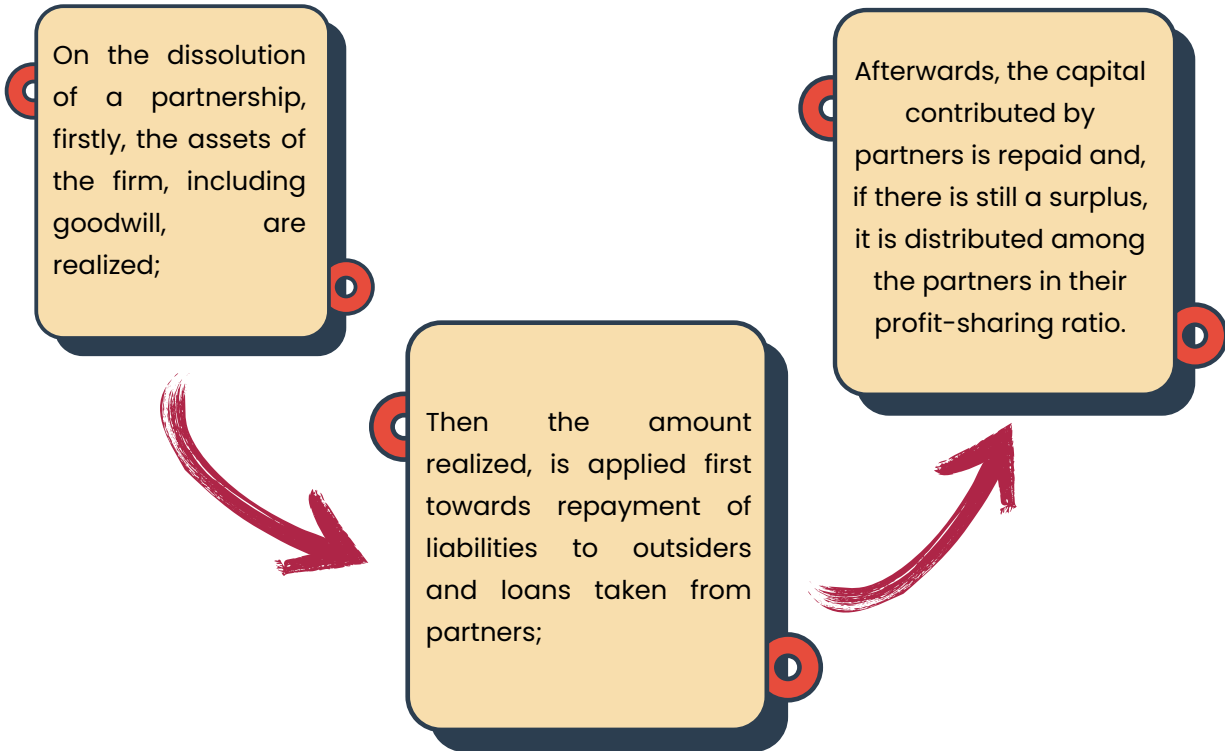 On the dissolution
of a partnership,
firstly, the assets of
the firm, including
goodwill, are
realized;
Then the amount
realized, is applied first
towards repayment of
liabilities to outsiders
and loans taken from
partners;
Afterwards, the capital
contributed by
partners is repaid and,
if there is still a surplus,
it is distributed among
the partners in their
profit-sharing ratio.